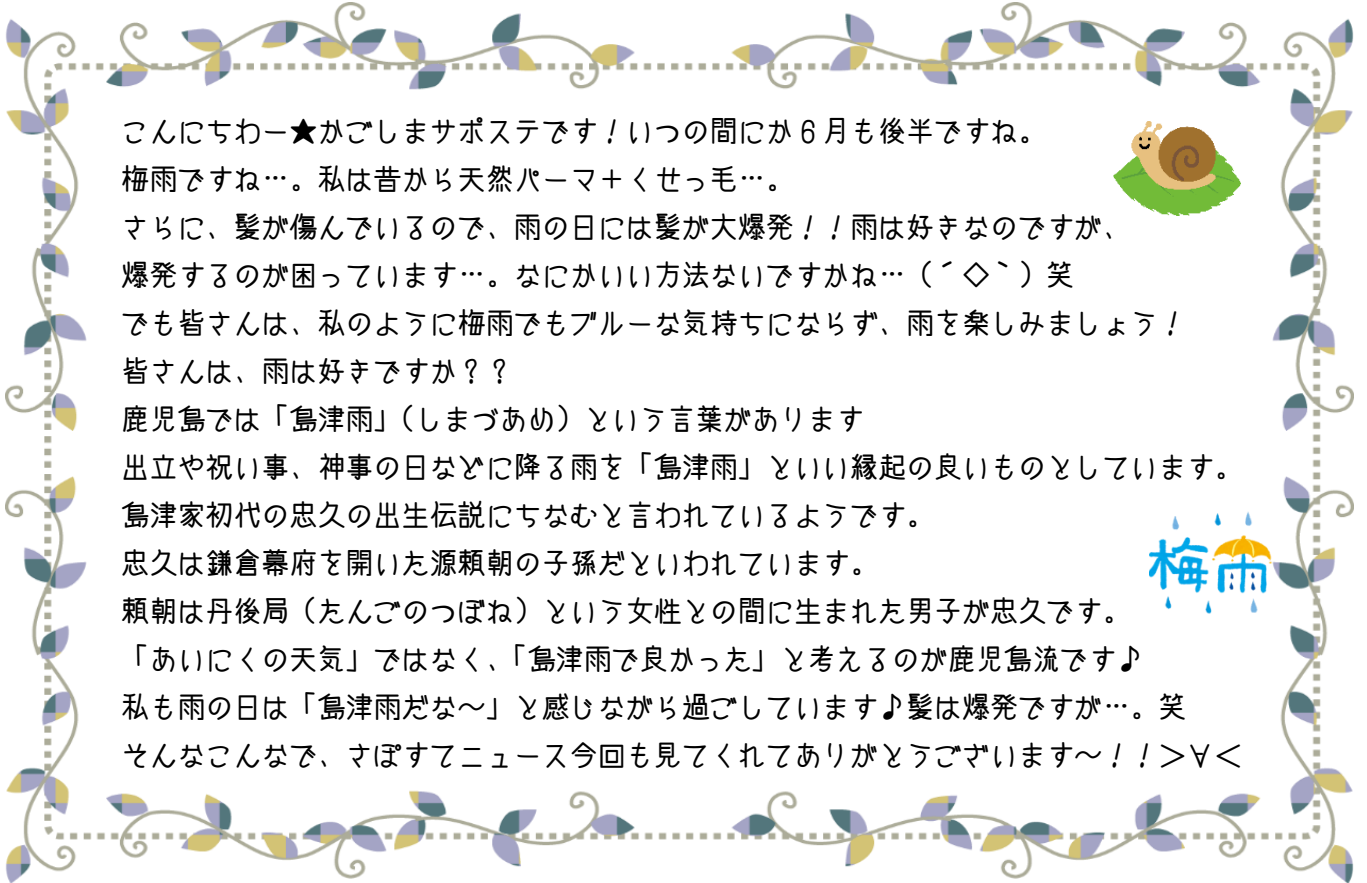 こんにちわー★かごしまサポステです！いつの間にか６月も後半ですね。
梅雨ですね…。私は昔から天然パーマ＋くせっ毛…。
さらに、髪が傷んでいるので、雨の日には髪が大爆発！！雨は好きなのですが、
爆発するのが困っています…。なにかいい方法ないですかね…（´◇｀）笑
でも皆さんは、私のように梅雨でもブルーな気持ちにならず、雨を楽しみましょう！
皆さんは、雨は好きですか？？
鹿児島では「島津雨」（しまづあめ）という言葉があります
出立や祝い事、神事の日などに降る雨を「島津雨」といい縁起の良いものとしています。
島津家初代の忠久の出生伝説にちなむと言われているようです。
忠久は鎌倉幕府を開いた源頼朝の子孫だといわれています。
梅雨
頼朝は丹後局（たんごのつぼね）という女性との間に生まれた男子が忠久です。
「あいにくの天気」ではなく、「島津雨で良かった」と考えるのが鹿児島流です♪
私も雨の日は「島津雨だな～」と感じながら過ごしています♪髪は爆発ですが…。笑
そんなこんなで、さぽすてニュース今回も見てくれてありがとうございます～！！＞∀＜